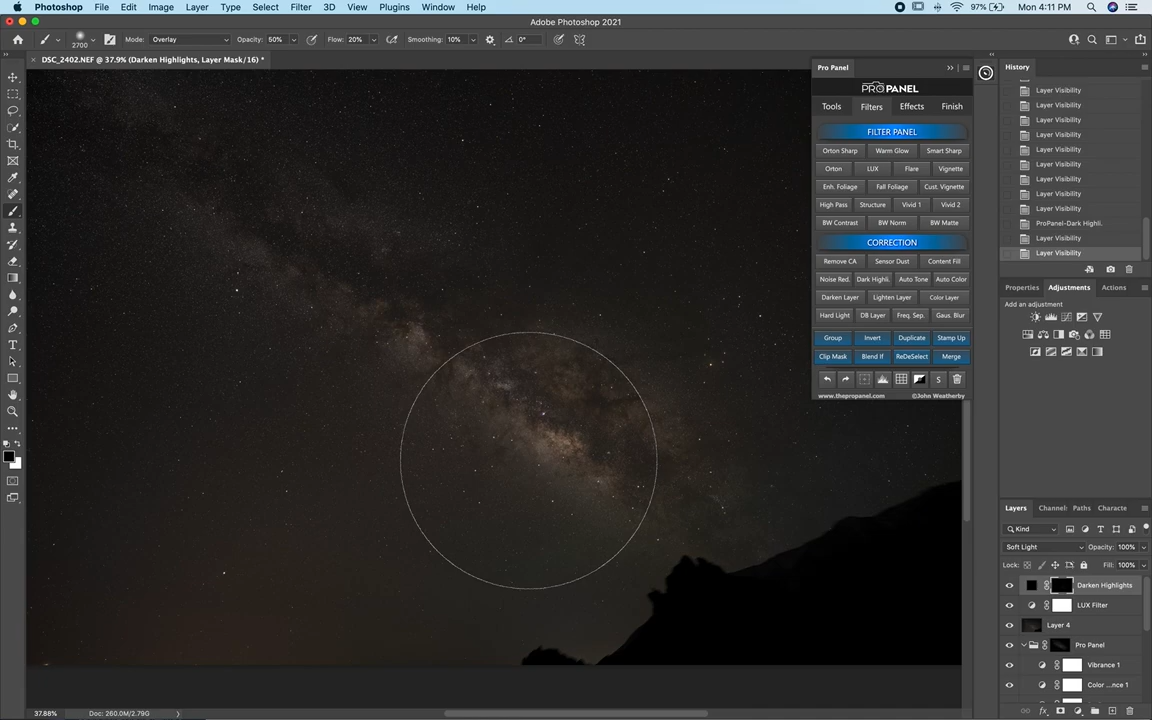 Photoshop File Edit Image Layer Type Select Filter 3D View Plugins Window Help 97% Mon 4:11 PM
Adobe Photoshop 2021
2700 Mode: Overlay Opacity: 50% Flow: 20% Smoothing: 10% 0°
DSC_2402.NEF @ 37.9% (Darken Highlights, Layer Mask/16) *
Pro Panel
PROPANEL
Tools Filters Effects Finish
FILTER PANEL
Orton Sharp Warm Glow Smart Sharp
Orton LUX Flare Vignette
Enh. Foliage Fall Foliage Cust. Vignette
High Pass Structure Vivid 1 Vivid 2
BW Contrast BW Norm BW Matte
CORRECTION
Remove CA Sensor Dust Content Fill
Noise Red. Dark Highli. Auto Tone Auto Color
Darken Layer Lighten Layer Color Layer
Hard Light DB Layer Freq. Sep. Gaus. Blur
Group Invert Duplicate Stamp Up
Clip Mask Blend If ReDeSelect Merge
S
www.thepropanel.com ©John Weatherby
History
Layer Visibility
Layer Visibility
Layer Visibility
Layer Visibility
Layer Visibility
Layer Visibility
Layer Visibility
Layer Visibility
Layer Visibility
ProPanel-Dark Highli.
Layer Visibility
Layer Visibility
Properties Adjustments Actions
Add an adjustment
Layers Channel: Paths Characte
Kind
Soft Light Opacity: 100%
Lock: Fill: 100%
Darken Highlights
LUX Filter
Layer 4
Pro Panel
Vibrance 1
Color ...nce 1
37.88% Doc: 260.0M/2.79G